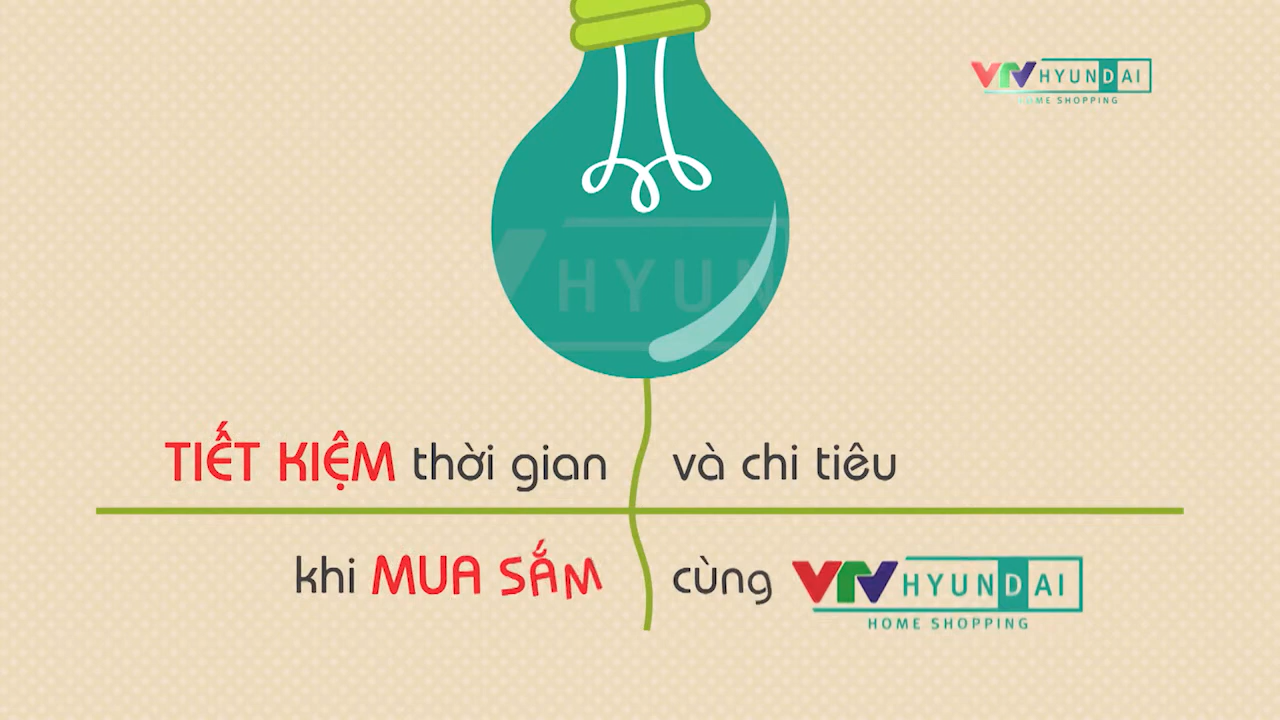 VTV HYUNDAI
HOME SHOPPING
HYUN
TIẾT KIỆM thời gian và chi tiêu
khi MUA SẮM cùng VTV HYUNDAI
HOME SHOPPING